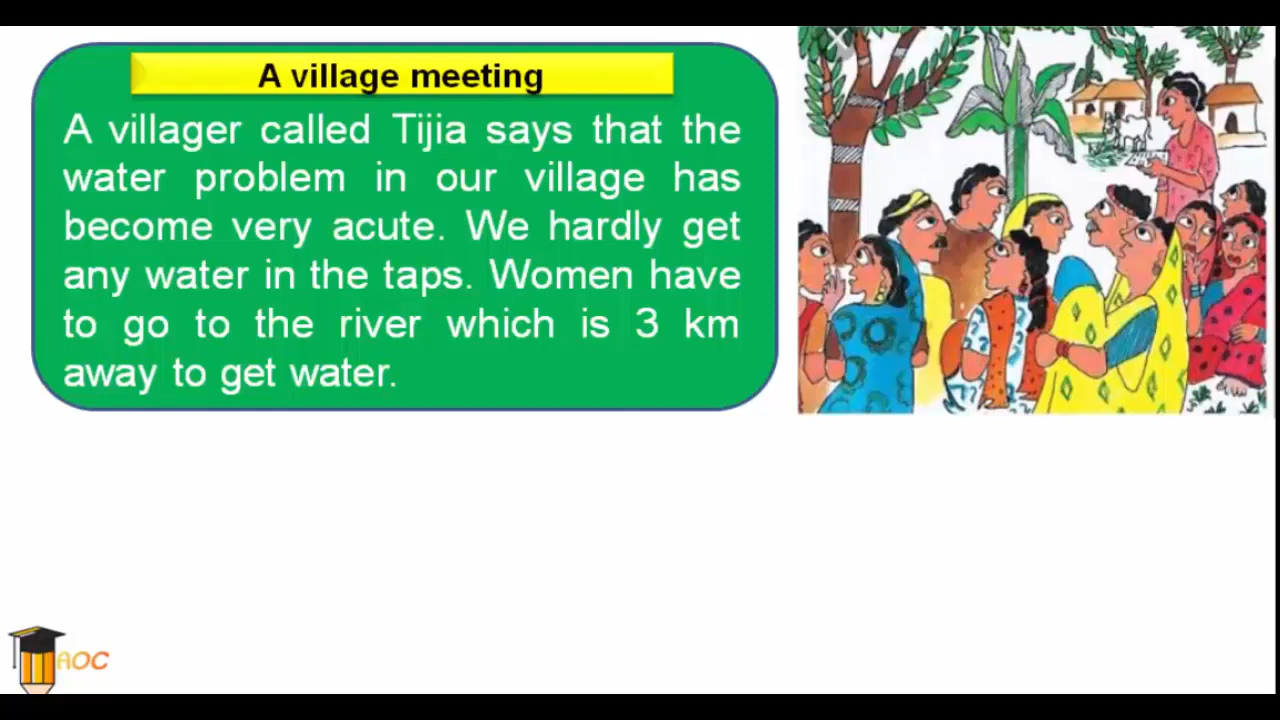 A village meeting
A villager called Tijia says that the
water problem in our village has
become very acute. We hardly get
any water in the taps. Women have
to go to the river which is 3 km
away to get water.
AOC